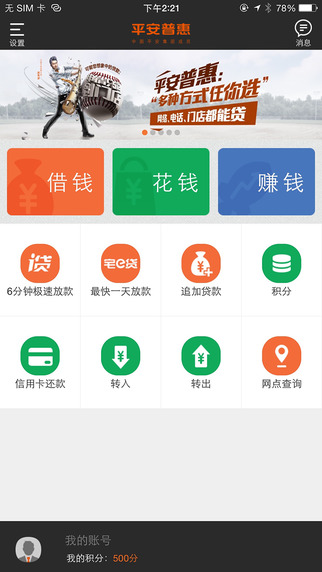 无 SIM 卡
下午2:21
78%
设置
平安普惠
消息
平安普惠:
“多种方式任你选”
网络、电话、门店都能贷
借钱
花钱
赚钱
贷
宅e贷
6分钟极速放款
最快一天放款
追加贷款
积分
信用卡还款
转入
转出
网点查询
我的账号
我的积分: 500分